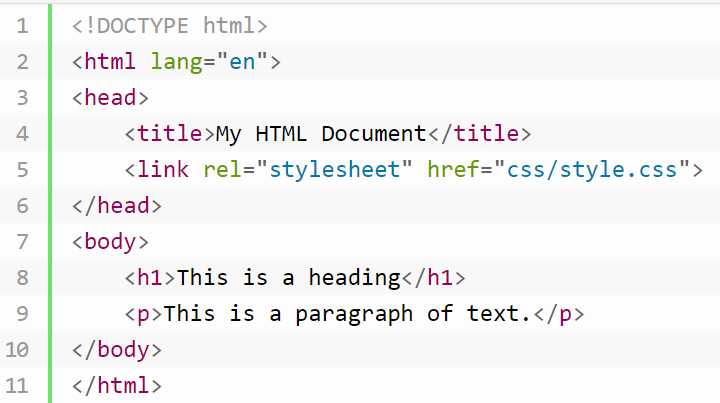 1 <!DOCTYPE html>
2 <html lang="en">
3 <head>
4     <title>My HTML Document</title>
5     <link rel="stylesheet" href="css/style.css">
6 </head>
7 <body>
8     <h1>This is a heading</h1>
9     <p>This is a paragraph of text.</p>
10 </body>
11 </html>